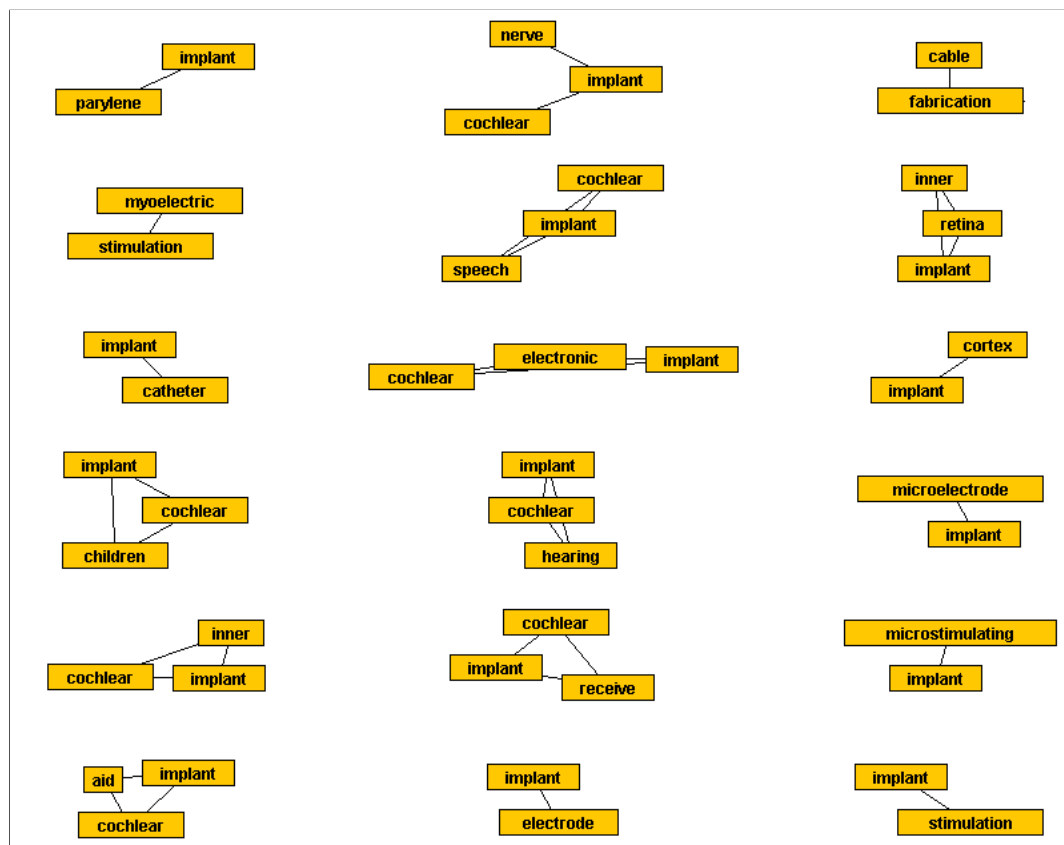 implant
parylene
nerve
implant
cochlear
cable
fabrication
myoelectric
stimulation
cochlear
implant
speech
inner
retina
implant
implant
catheter
electronic
implant
cochlear
cortex
implant
implant
cochlear
children
implant
cochlear
hearing
microelectrode
implant
inner
cochlear
implant
cochlear
implant
receive
microstimulating
implant
aid
implant
cochlear
implant
electrode
implant
stimulation